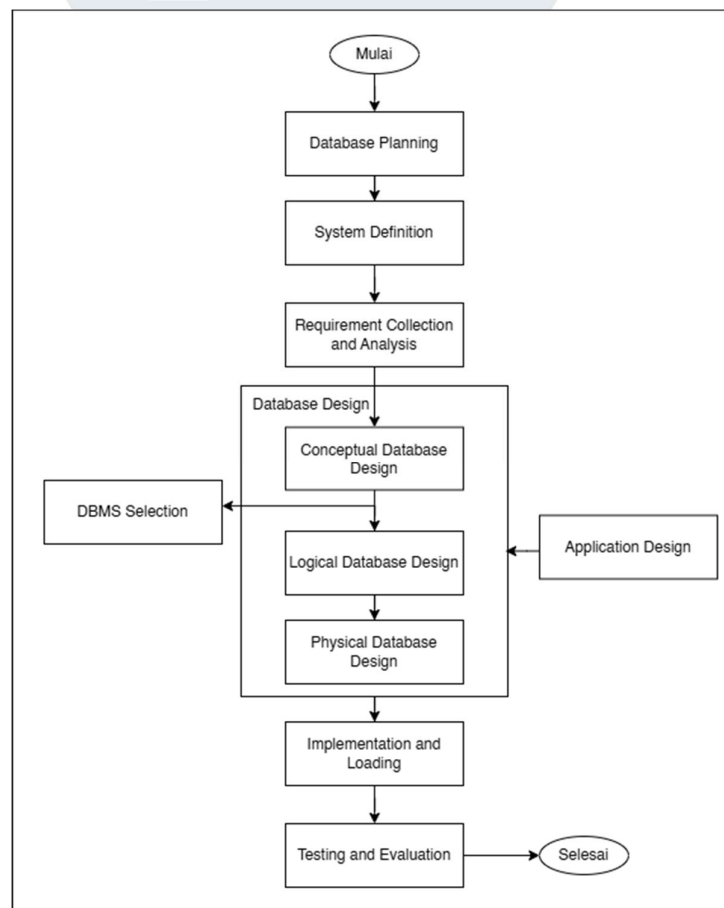 Mulai
Database Planning
System Definition
Requirement Collection
and Analysis
Database Design
Conceptual Database
Design
DBMS Selection
Logical Database Design
Application Design
Physical Database
Design
Implementation and
Loading
Testing and Evaluation
Selesai